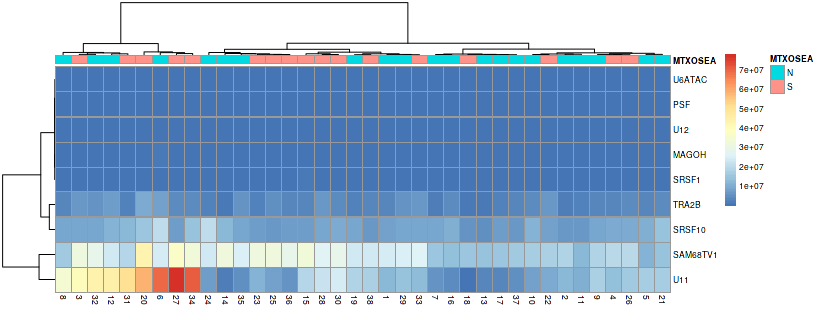 MTXOSEA
U6ATAC
PSF
U12
MAGOH
SRSF1
TRA2B
SRSF10
SAM68TV1
U11
8 3 32 12 31 20 6 27 34 24 14 35 23 25 36 15 28 30 19 38 1 29 33 7 16 18 13 17 37 10 22 2 11 9 4 26 5 21
7e+07
6e+07
5e+07
4e+07
3e+07
2e+07
1e+07
MTXOSEA
N
S